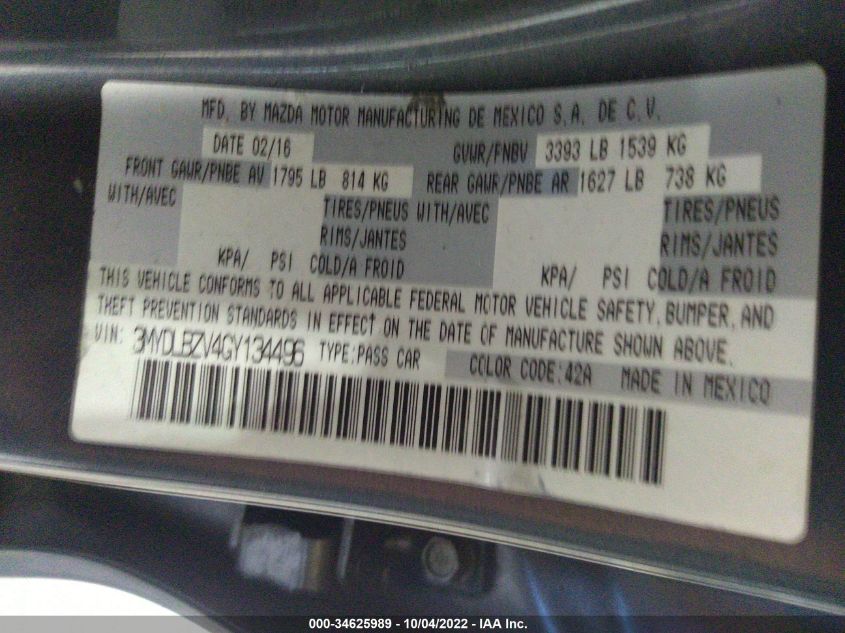 MFD. BY MAZDA MOTOR MANUFACTURING DE MEXICO S.A. DE C.V.
DATE 02/16 GVWR/PNBV 3393 LB 1539 KG
FRONT GAWR/PNBE AV 1795 LB 814 KG REAR GAWR/PNBE AR 1627 LB 738 KG
WITH/AVEC TIRES/PNEUS WITH/AVEC TIRES/PNEUS
RIMS/JANTES RIMS/JANTES
KPA/ PSI COLD/A FROID KPA/ PSI COLD/A FROID
THIS VEHICLE CONFORMS TO ALL APPLICABLE FEDERAL MOTOR VEHICLE SAFETY, BUMPER, AND
THEFT PREVENTION STANDARDS IN EFFECT ON THE DATE OF MANUFACTURE SHOWN ABOVE.
VIN: 3MYDLBZV4GY134496 TYPE:PASS CAR COLOR CODE:42A MADE IN MEXICO
000-34625989 - 10/04/2022 - IAA Inc.